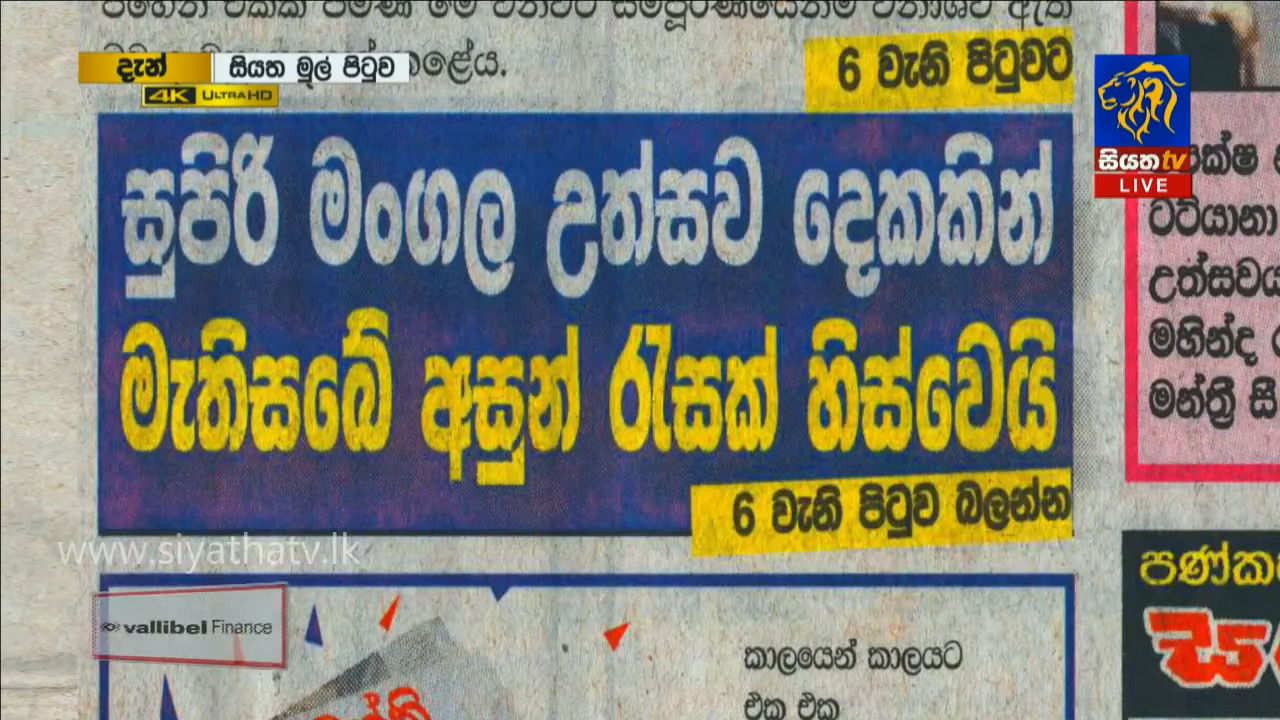 දැන් සියත මුල් පිටුව කළේය.
4K ULTRA HD
6 වැනි පිටුවට
සුපිරි මංගල උත්සව දෙකකින්
මැතිසබේ අසුන් රැසක් හිස්වෙයි
6 වැනි පිටුව බලන්න
www.siyathatv.lk
vallibel Finance
කාලයෙන් කාලයට
එක එක
සියත tv
LIVE
ටටියානා
උත්සවය
මහින්ද
මන්ත්‍රී